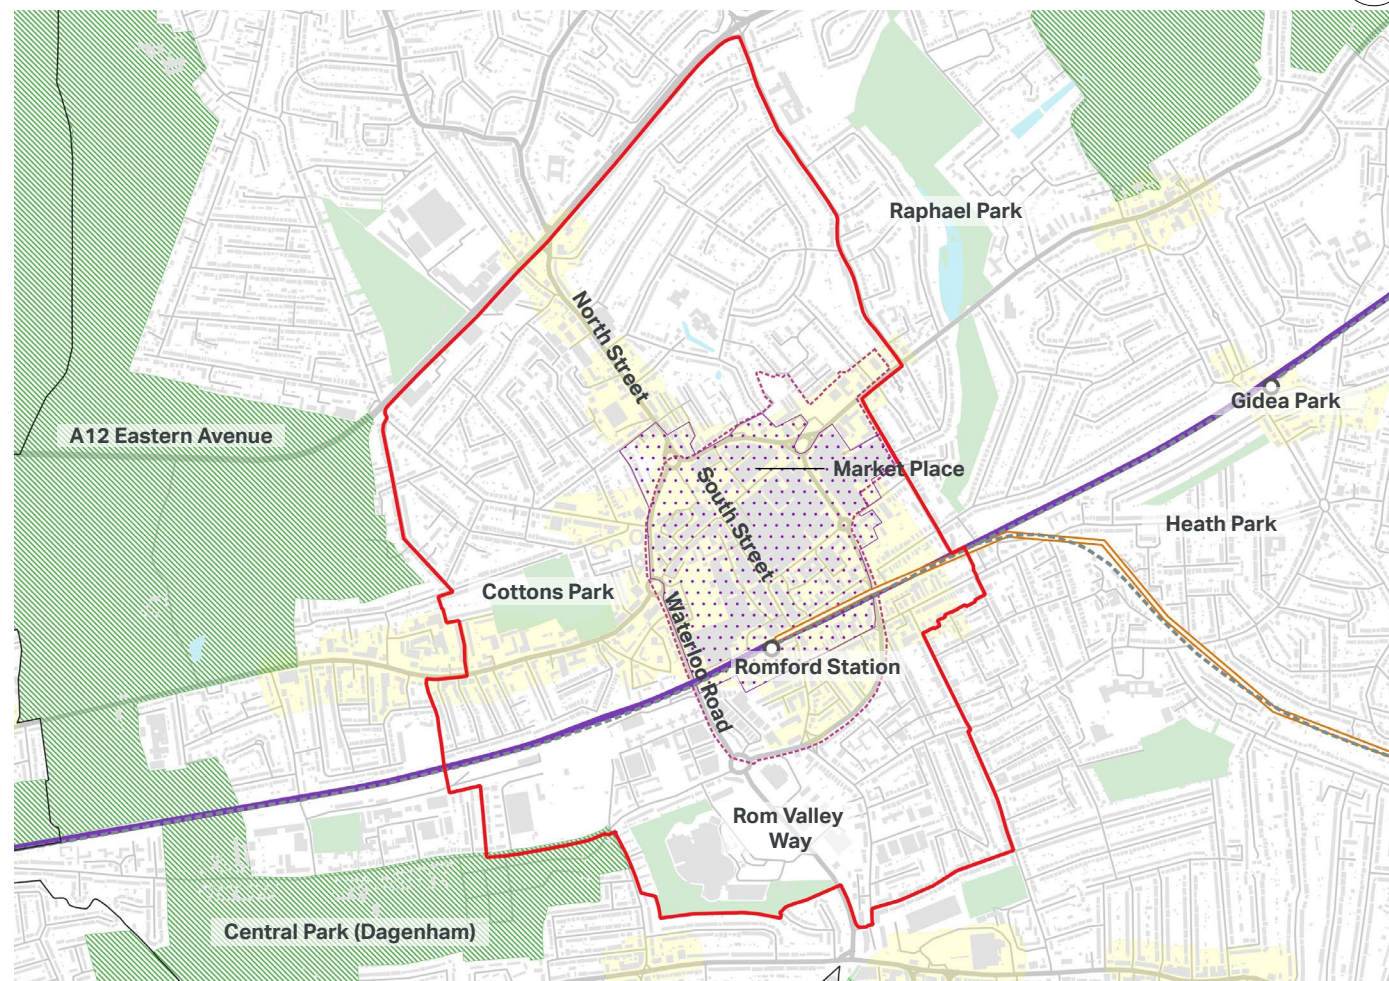 Raphael Park
North Street
Gidea Park
A12 Eastern Avenue
Market Place
South Street
Heath Park
Cottons Park
Waterloo Road
Romford Station
Rom Valley
Way
Central Park (Dagenham)